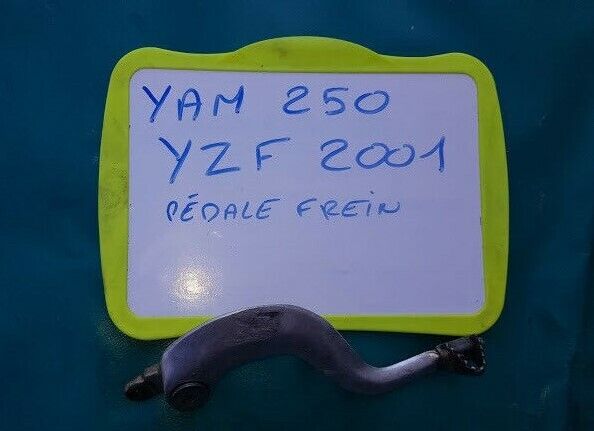 YAM 250
YZF 2001
PÉDALE FREIN